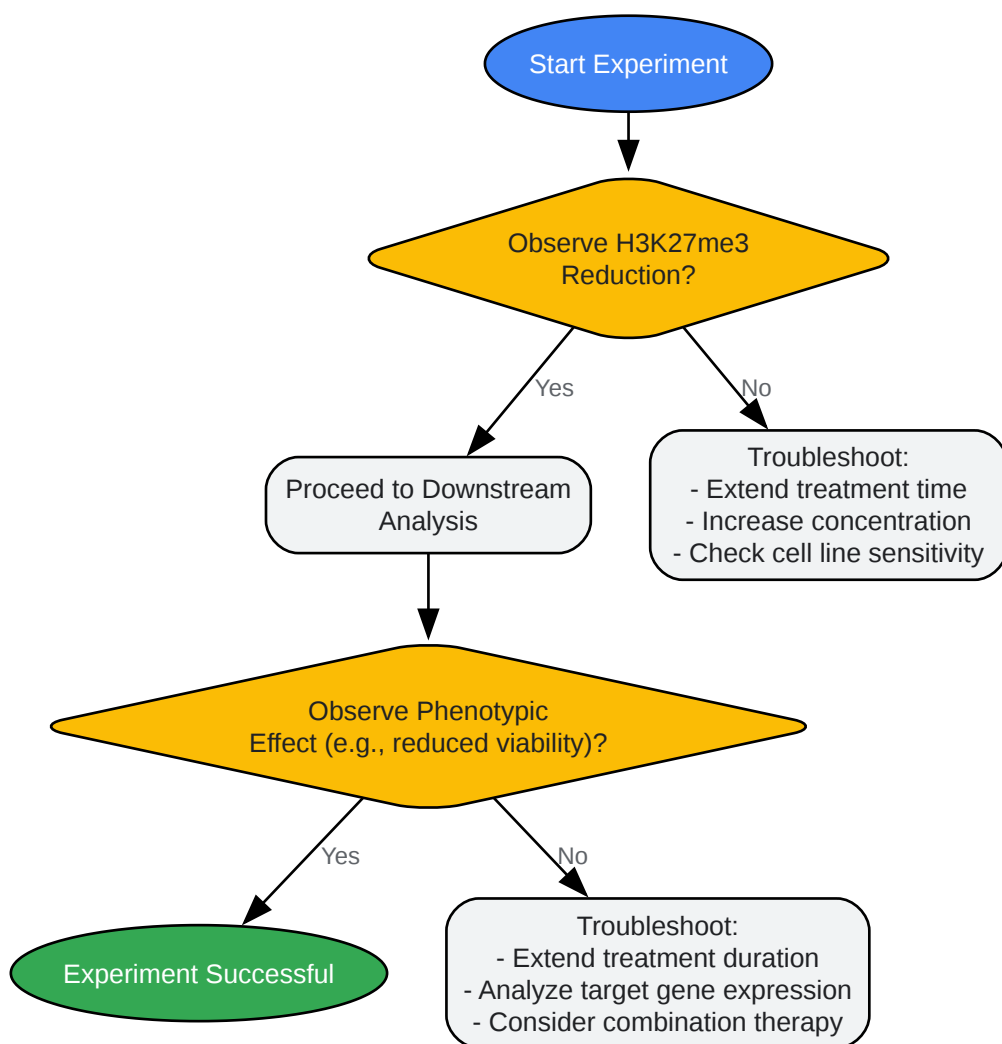 Start Experiment
Observe H3K27me3
Reduction?
Yes
No
Proceed to Downstream
Analysis
Troubleshoot:
- Extend treatment time
- Increase concentration
- Check cell line sensitivity
Observe Phenotypic
Effect (e.g., reduced viability)?
Yes
No
Experiment Successful
Troubleshoot:
- Extend treatment duration
- Analyze target gene expression
- Consider combination therapy